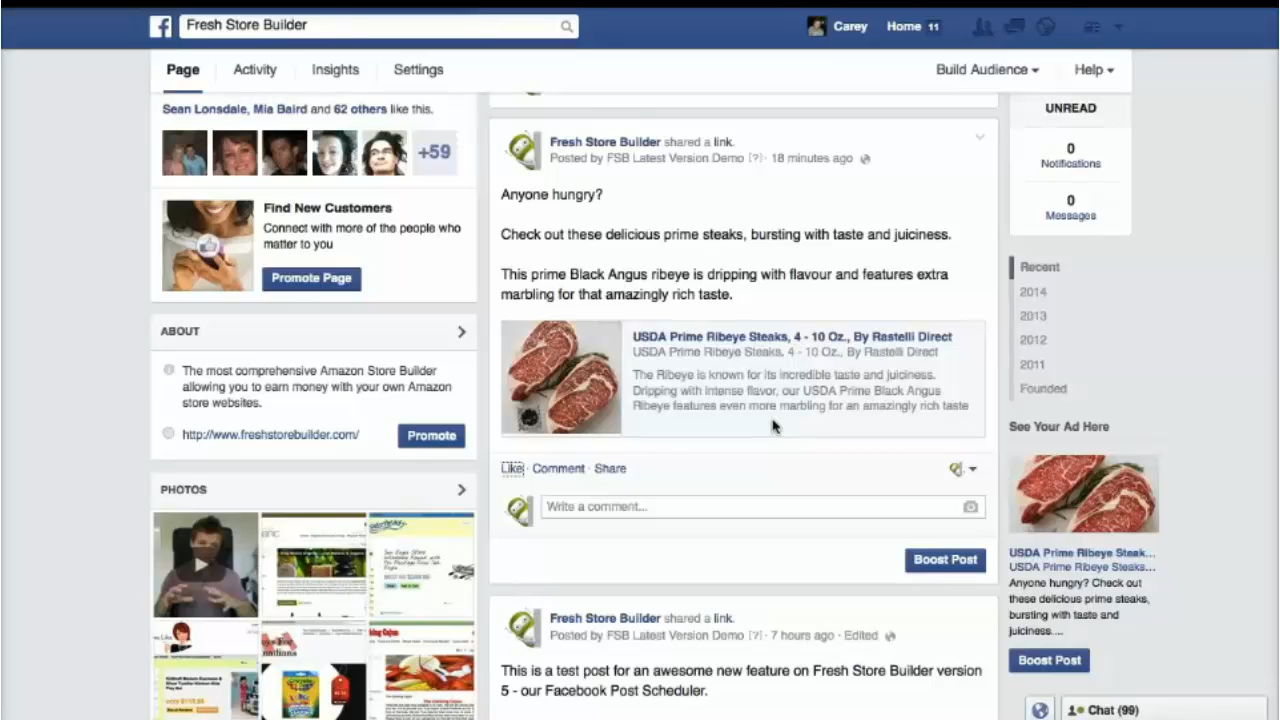 Fresh Store Builder
Carey
Home 11
Page
Activity
Insights
Settings
Build Audience
Help
Sean Lonsdale, Mia Baird and 62 others like this.
+59
Find New Customers
Connect with more of the people who
matter to you
Promote Page
ABOUT
The most comprehensive Amazon Store Builder
allowing you to earn money with your own Amazon
store websites.
http://www.freshstorebuilder.com/
Promote
PHOTOS
Fresh Store Builder shared a link.
Posted by FSB Latest Version Demo [?] · 18 minutes ago
Anyone hungry?
Check out these delicious prime steaks, bursting with taste and juiciness.
This prime Black Angus ribeye is dripping with flavour and features extra
marbling for that amazingly rich taste.
USDA Prime Ribeye Steaks, 4 - 10 Oz., By Rastelli Direct
USDA Prime Ribeye Steaks, 4 - 10 Oz., By Rastelli Direct
The Ribeye is known for its incredible taste and juiciness.
Dripping with intense flavor, our USDA Prime Black Angus
Ribeye features even more marbling for an amazingly rich taste
Like · Comment · Share
Write a comment...
Boost Post
Fresh Store Builder shared a link.
Posted by FSB Latest Version Demo [?] · 7 hours ago · Edited
This is a test post for an awesome new feature on Fresh Store Builder version
5 - our Facebook Post Scheduler.
UNREAD
0
Notifications
0
Messages
Recent
2014
2013
2012
2011
Founded
See Your Ad Here
USDA Prime Ribeye Steak...
USDA Prime Ribeye Steaks...
Anyone hungry? Check out
these delicious prime steaks,
bursting with taste and
juiciness....
Boost Post
Chat (99)